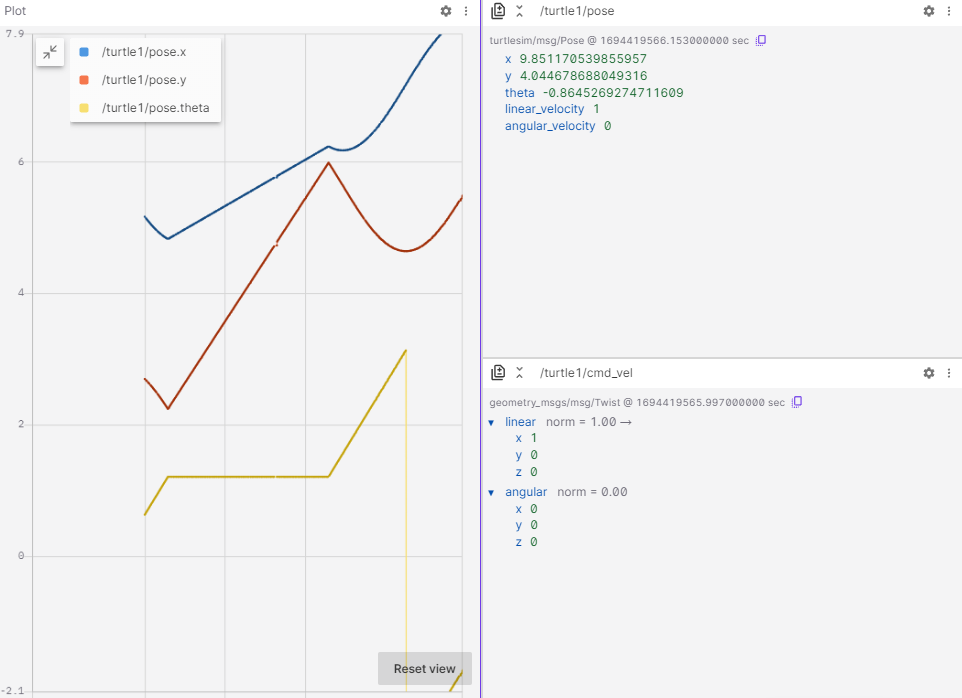 Plot
7.9
/turtle1/pose.x
/turtle1/pose.y
/turtle1/pose.theta
6
4
2
0
-2.1
Reset view
/turtle1/pose
turtlesim/msg/Pose @ 1694419566.153000000 sec
x 9.851170539855957
y 4.044678688049316
theta -0.8645269274711609
linear_velocity 1
angular_velocity 0
/turtle1/cmd_vel
geometry_msgs/msg/Twist @ 1694419565.997000000 sec
linear norm = 1.00 →
x 1
y 0
z 0
angular norm = 0.00
x 0
y 0
z 0